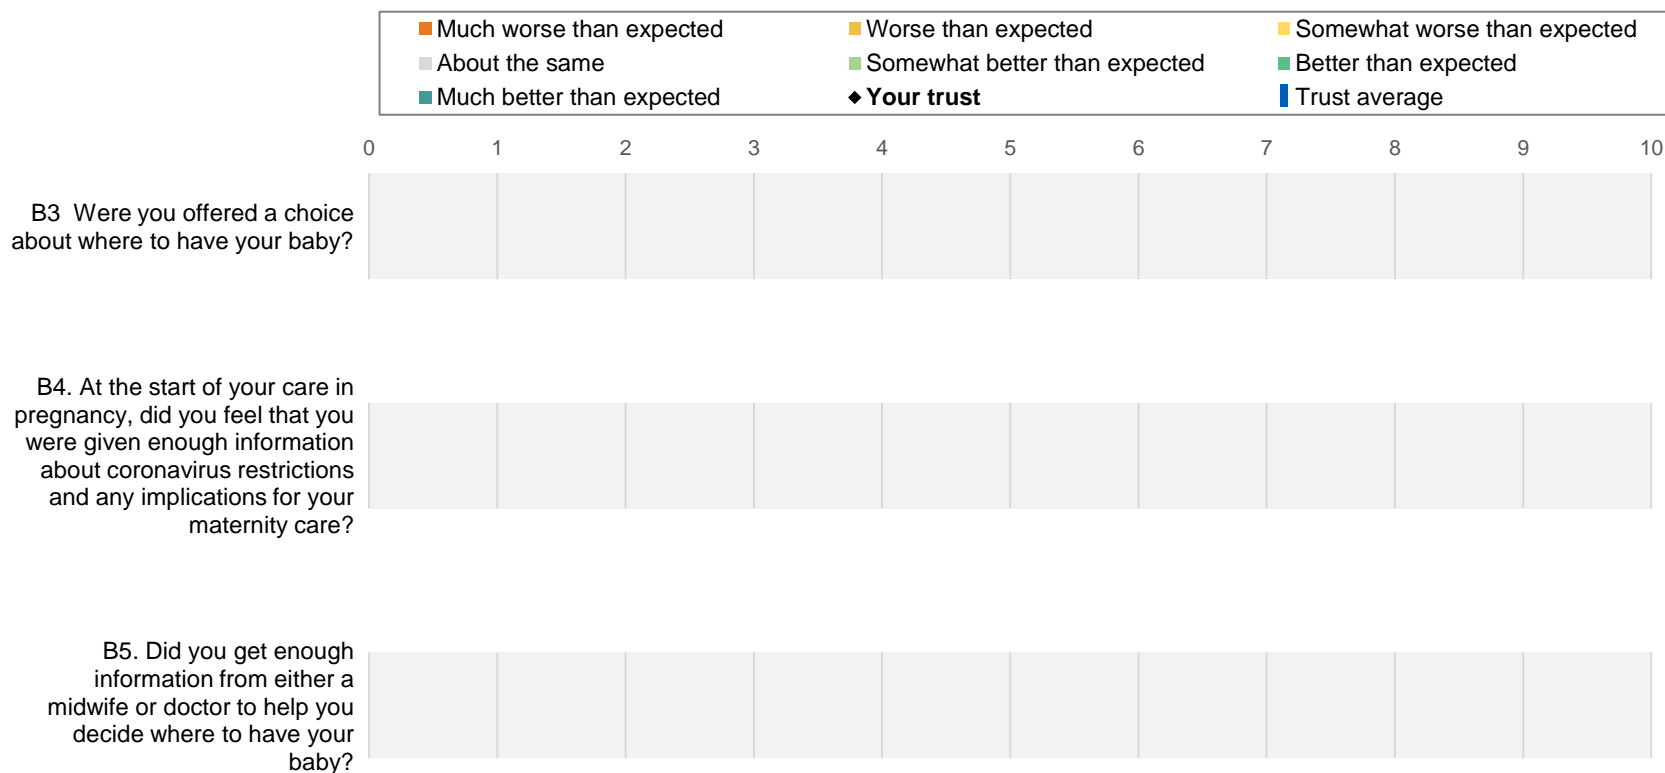 Much worse than expected Worse than expected Somewhat worse than expected
About the same Somewhat better than expected Better than expected
Much better than expected Your trust Trust average
0 1 2 3 4 5 6 7 8 9 10
B3 Were you offered a choice
about where to have your baby?
B4. At the start of your care in
pregnancy, did you feel that you
were given enough information
about coronavirus restrictions
and any implications for your
maternity care?
B5. Did you get enough
information from either a
midwife or doctor to help you
decide where to have your
baby?